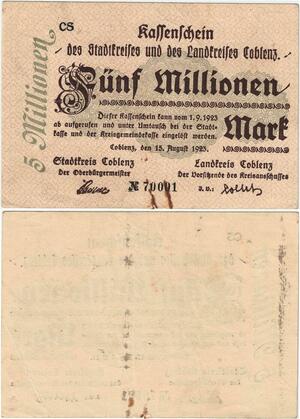 CS
Kassenschein
des Stadtkreises und des Landkreises Coblenz.
Fünf Millionen
Mark
Dieser Kassenschein kann vom 1.9.1923
ab aufgerufen und unter Umtausch bei der Stadt-
kasse und der Kreisgemeindekasse eingelöst werden.
Coblenz, den 15. August 1923.
Stadtkreis Coblenz
Der Oberbürgermeister
Landkreis Coblenz
Der Vorsitzende des Kreisausschusses
№ 70001
I.V.:
5 Millionen